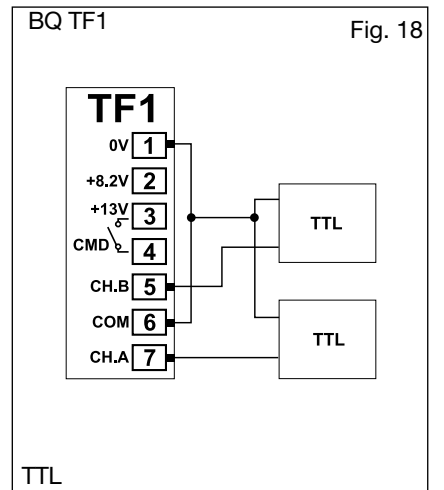 BQ TF1
Fig. 18
TF1
0V 1
+8.2V 2
+13V 3
CMD 4
CH.B 5
COM 6
CH.A 7
TTL
TTL
TTL